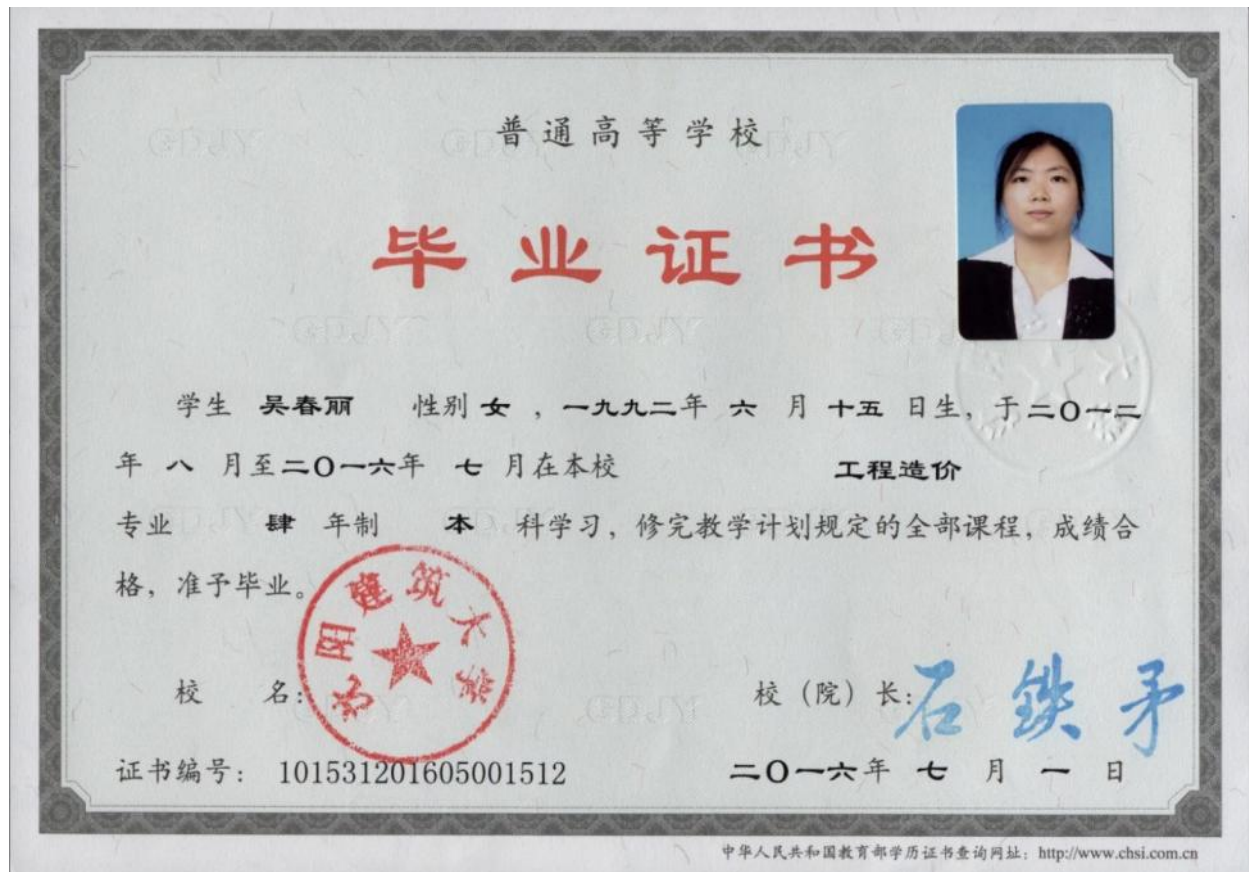 普通高等学校
毕业证书
学生 吴春丽 性别 女 ，一九九二年 六 月 十五 日生，于二〇一二
年 八 月至二〇一六年 七 月在本校 工程造价
专业 肆 年制 本 科学习，修完教学计划规定的全部课程，成绩合
格，准予毕业。
沈阳建筑大学
校 名： 校（院）长：石铁矛
证书编号： 101531201605001512 二〇一六年 七 月 一 日
中华人民共和国教育部学历证书查询网址：http://www.chsi.com.cn